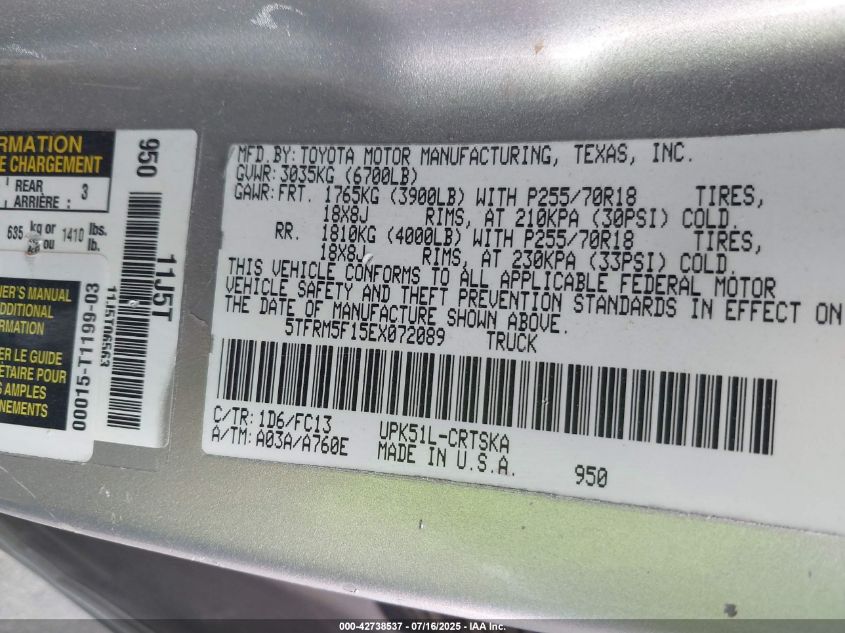 RMATION
E CHARGEMENT
REAR
ARRIÈRE : 3
635 kg or 1410 lbs.
kg ou lb.
950
NER'S MANUAL
ADDITIONAL
FORMATION
ER LE GUIDE
ÉTAIRE POUR
S AMPLES
NEMENTS
00015-T1199-03
11J5T
MFD.BY: TOYOTA MOTOR MANUFACTURING, TEXAS, INC.
GVWR: 3035KG (6700LB)
GAWR: FRT. 1765KG (3900LB) WITH P255/70R18 TIRES,
18X8J RIMS, AT 210KPA (30PSI) COLD.
RR. 1810KG (4000LB) WITH P255/70R18 TIRES,
18X8J RIMS, AT 230KPA (33PSI) COLD.
THIS VEHICLE CONFORMS TO ALL APPLICABLE FEDERAL MOTOR
VEHICLE SAFETY AND THEFT PREVENTION STANDARDS IN EFFECT ON
THE DATE OF MANUFACTURE SHOWN ABOVE.
5TFRM5F15EX072089 TRUCK
C/TR: 1D6/FC13 UPK51L-CRTSKA
A/TM: A03A/A760E MADE IN U.S.A.
950
000-42738537 - 07/16/2025 - IAA Inc.